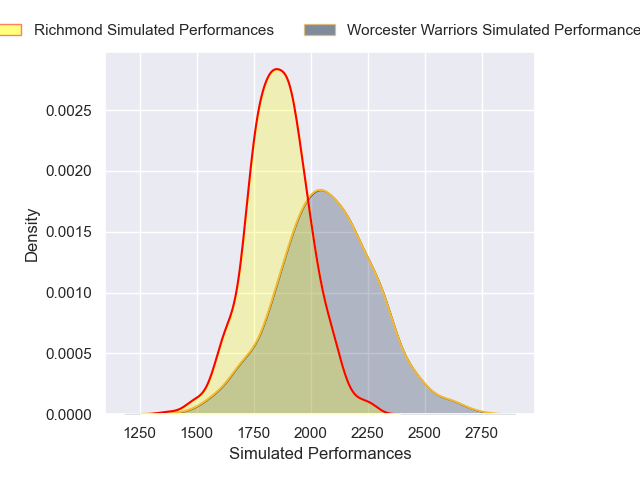 Richmond Simulated Performances Worcester Warriors Simulated Performance
0.0025
0.0020
0.0015
0.0010
0.0005
0.0000
Density
1250 1500 1750 2000 2250 2500 2750
Simulated Performances